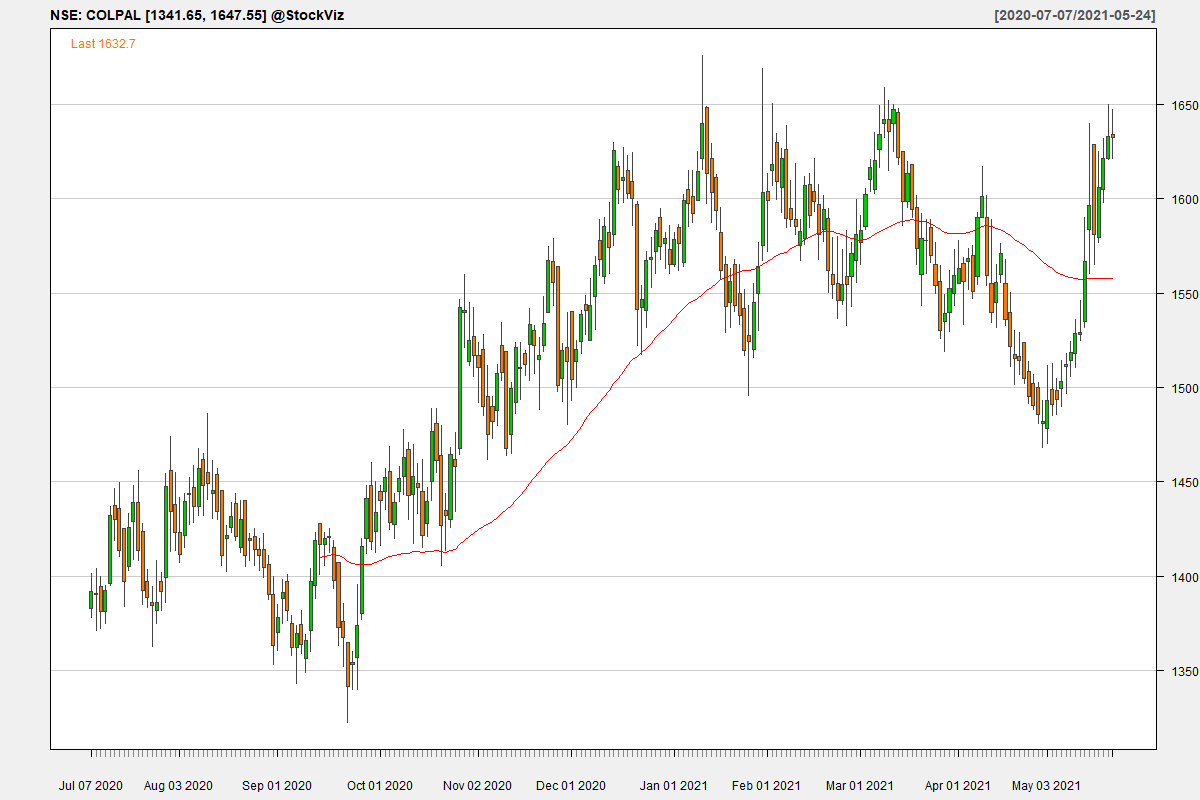 NSE: COLPAL [1341.65, 1647.55] @StockViz
[2020-07-07/2021-05-24]
Last 1632.7
1650
1600
1550
1500
1450
1400
1350
Jul 07 2020 Aug 03 2020 Sep 01 2020 Oct 01 2020 Nov 02 2020 Dec 01 2020 Jan 01 2021 Feb 01 2021 Mar 01 2021 Apr 01 2021 May 03 2021